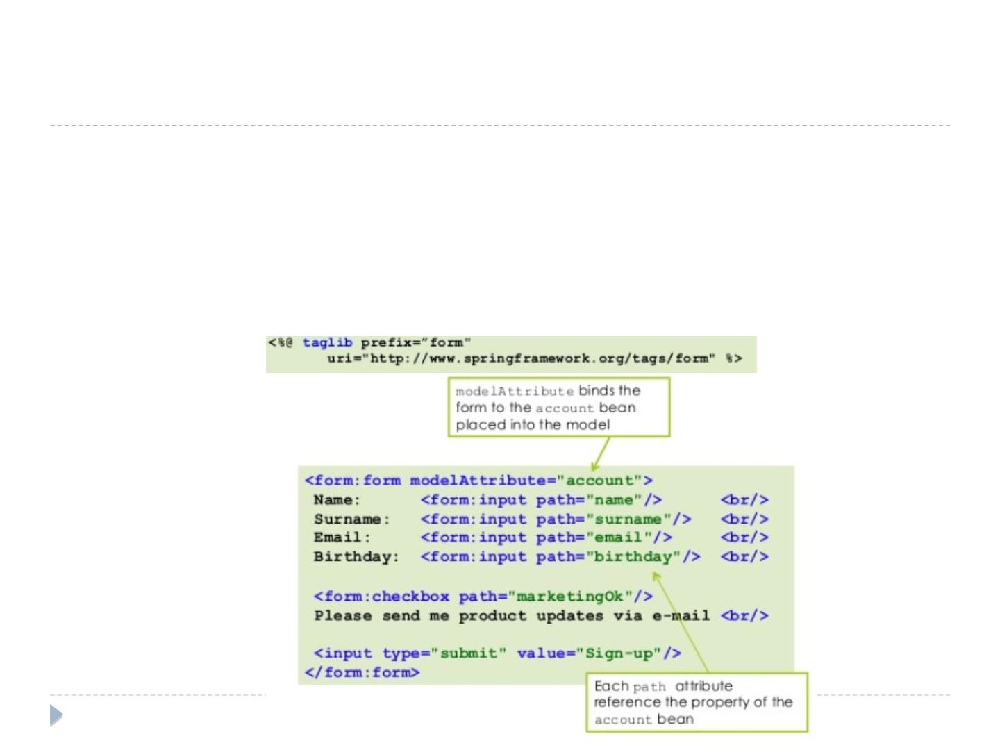 <%@ taglib prefix=”form"
uri="http://www.springframework.org/tags/form" %>
modelAttribute binds the
form to the account bean
placed into the model
<form:form modelAttribute="account">
Name: <form:input path="name"/> <br/>
Surname: <form:input path="surname"/> <br/>
Email: <form:input path="email"/> <br/>
Birthday: <form:input path="birthday"/> <br/>
<form:checkbox path="marketingOk"/>
Please send me product updates via e-mail <br/>
<input type="submit" value="Sign-up"/>
</form:form>
Each path attribute
reference the property of the
account bean